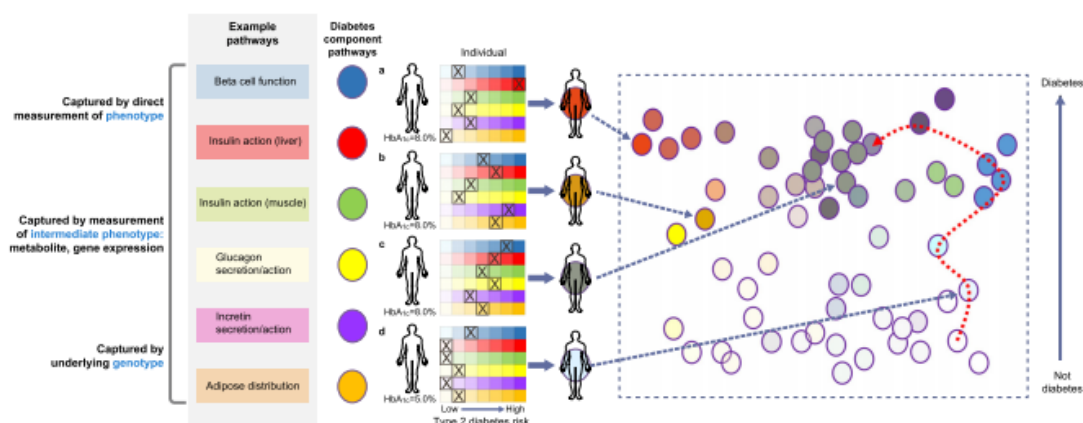 Example
pathways
Diabetes
component
pathways
Individual
Captured by direct
measurement of phenotype
Captured by measurement
of intermediate phenotype:
metabolite, gene expression
Captured by
underlying genotype
Beta cell function
Insulin action (liver)
Insulin action (muscle)
Glucagon
secretion/action
Incretin
secretion/action
Adipose distribution
a
HbA1c=8.0%
b
HbA1c=8.0%
c
HbA1c=8.0%
d
HbA1c=5.0%
Low
High
Type 2 diabetes risk
Diabetes
Not
diabetes